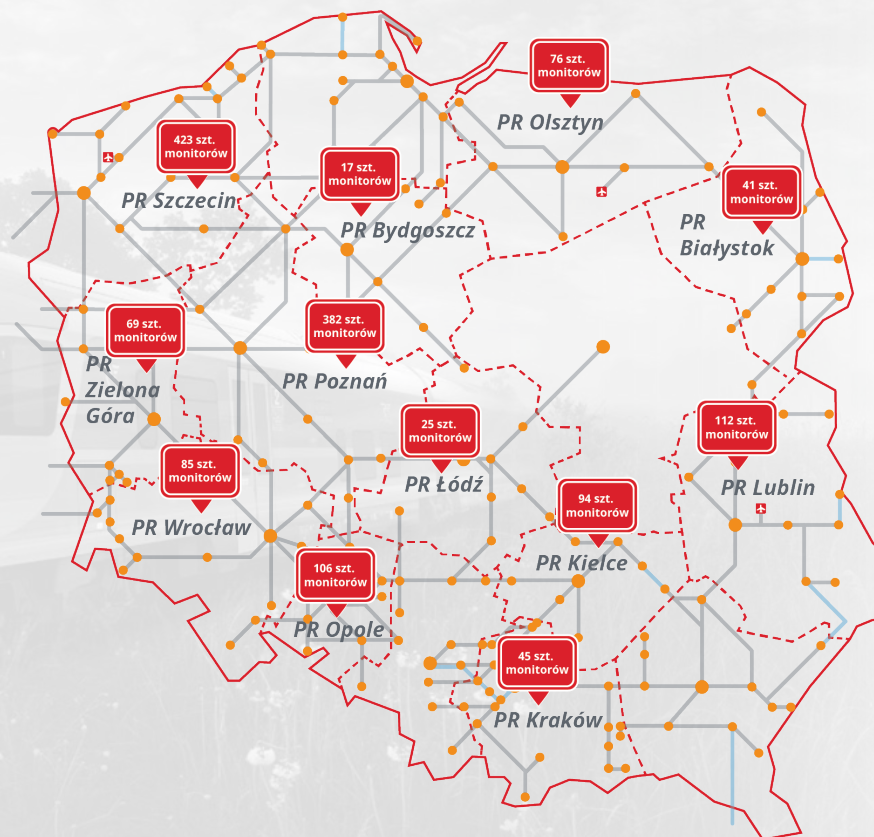 76 szt.
monitorów
PR Olsztyn
423 szt.
monitorów
PR Szczecin
17 szt.
monitorów
PR Bydgoszcz
41 szt.
monitorów
PR
Białystok
69 szt.
monitorów
PR
Zielona
Góra
382 szt.
monitorów
PR Poznań
25 szt.
monitorów
PR Łódź
112 szt.
monitorów
PR Lublin
85 szt.
monitorów
PR Wrocław
94 szt.
monitorów
PR Kielce
106 szt.
monitorów
PR Opole
45 szt.
monitorów
PR Kraków